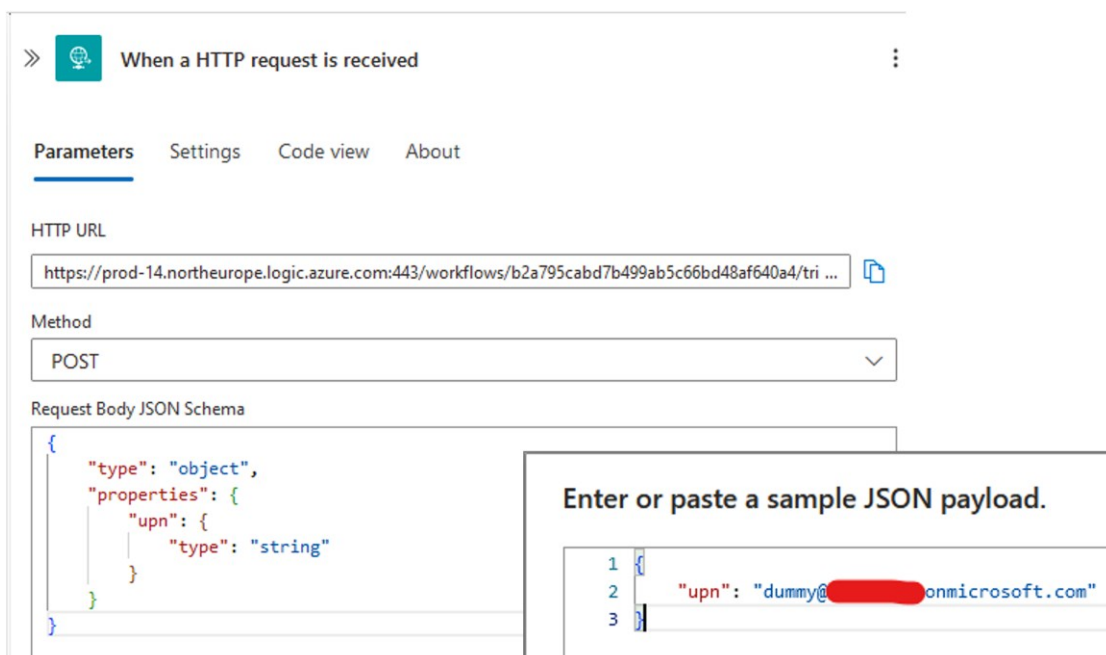 When a HTTP request is received
Parameters Settings Code view About
HTTP URL
https://prod-14.northeurope.logic.azure.com:443/workflows/b2a795cabd7b499ab5c66bd48af640a4/tri ...
Method
POST
Request Body JSON Schema
{
"type": "object",
"properties": {
"upn": {
"type": "string"
}
}
}
Enter or paste a sample JSON payload.
1 {
2 "upn": "dummy@ onmicrosoft.com"
3 }